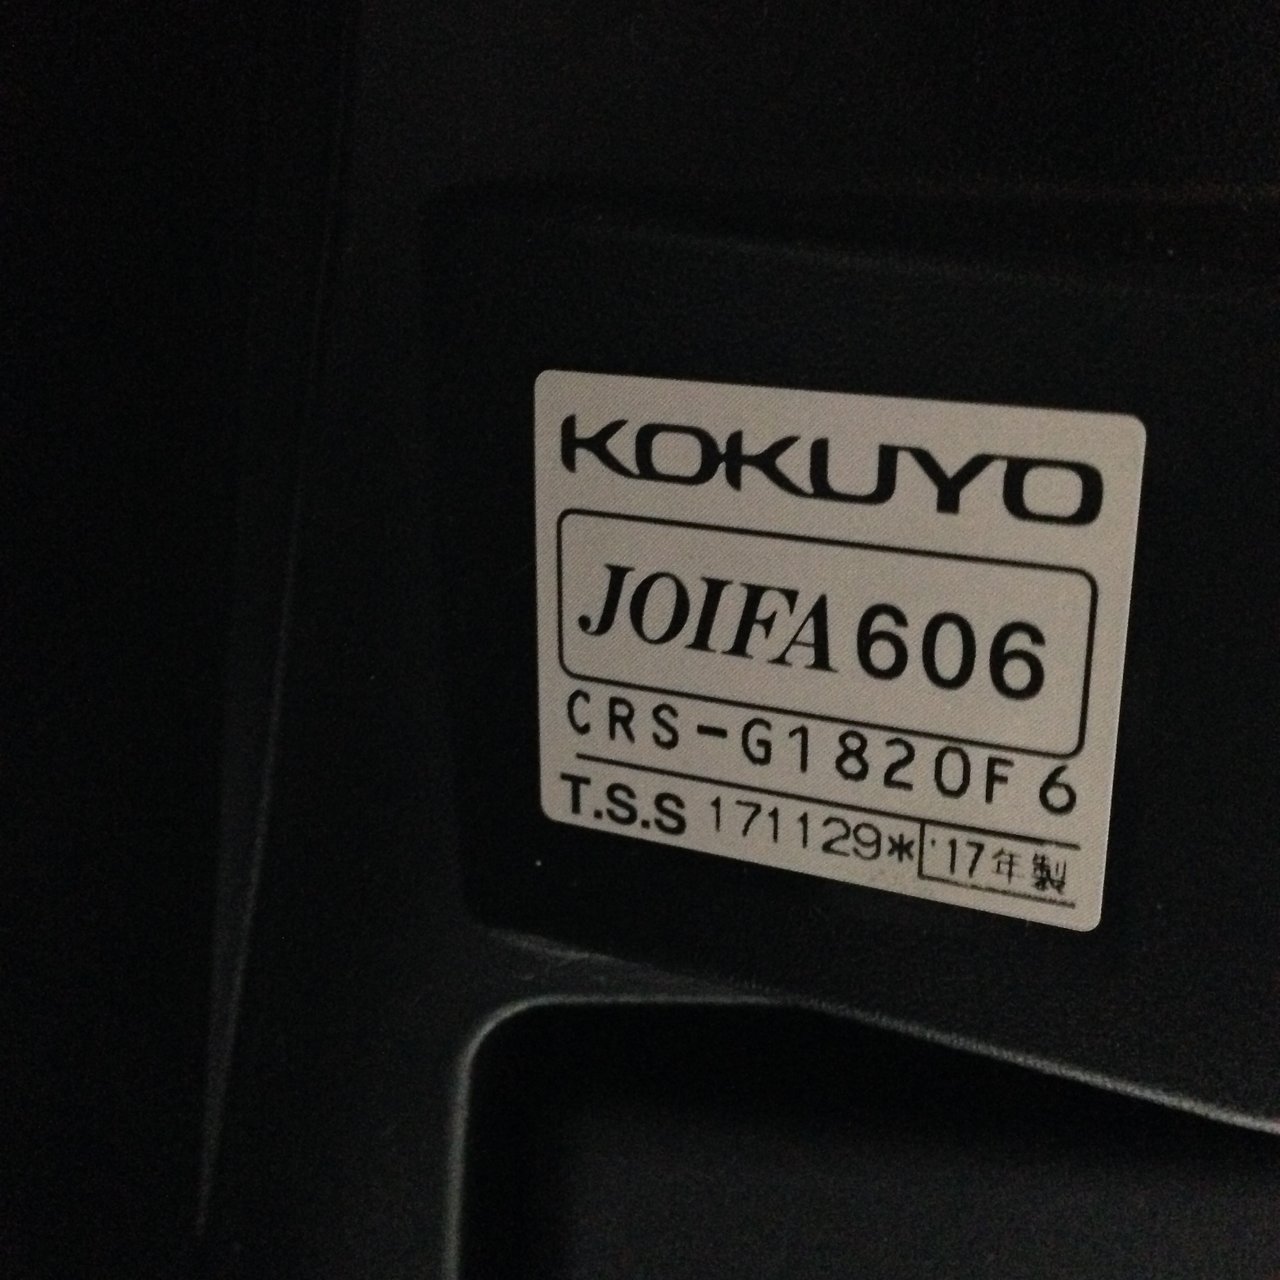 KOKUYO
JOIFA 606
CRS-G1820F6
T.S.S 171129* '17年製